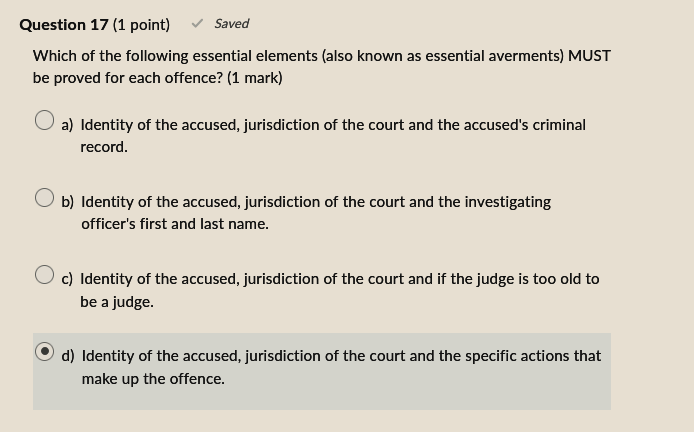 Question 17 (1 point) ✓ Saved
Which of the following essential elements (also known as essential averments) MUST
be proved for each offence? (1 mark)
a) Identity of the accused, jurisdiction of the court and the accused's criminal
record.
b) Identity of the accused, jurisdiction of the court and the investigating
officer's first and last name.
c) Identity of the accused, jurisdiction of the court and if the judge is too old to
be a judge.
d) Identity of the accused, jurisdiction of the court and the specific actions that
make up the offence.